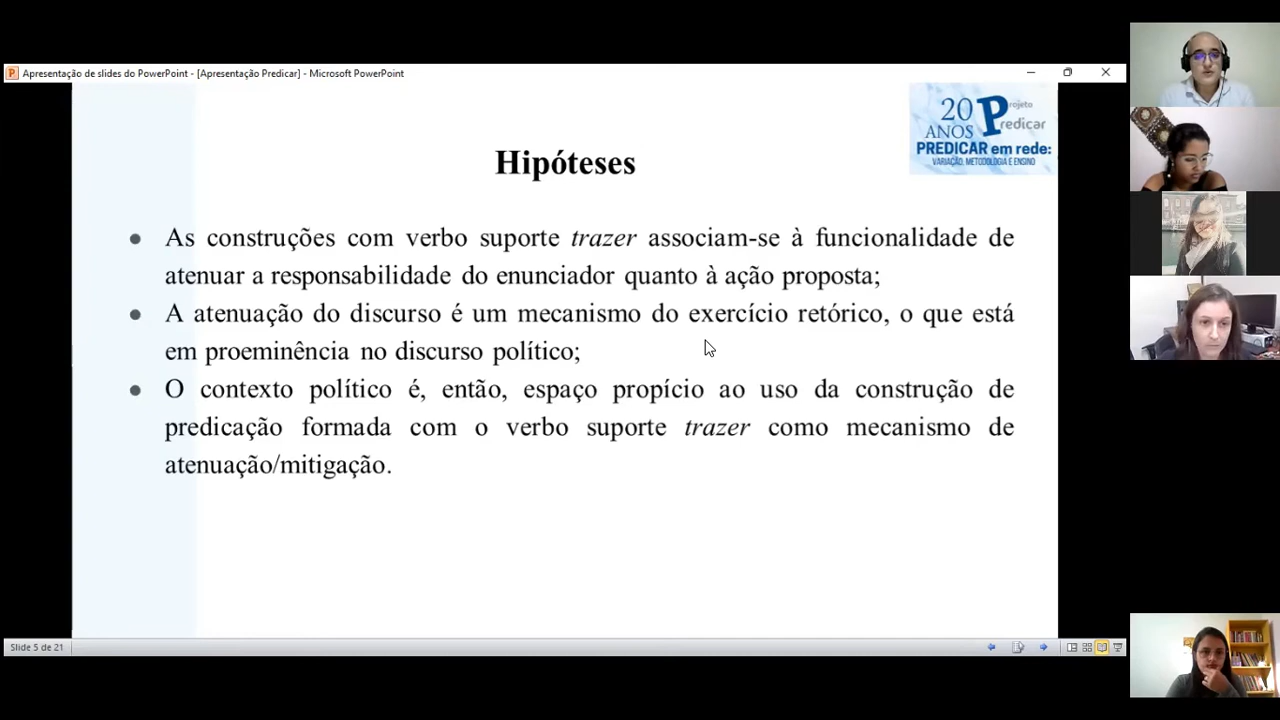 Apresentação de slides do PowerPoint - [Apresentação Predicar] - Microsoft PowerPoint
20 ANOS
Projeto Predicar
PREDICAR em rede:
VARIAÇÃO, METODOLOGIA E ENSINO
Hipóteses
As construções com verbo suporte trazer associam-se à funcionalidade de
atenuar a responsabilidade do enunciador quanto à ação proposta;
A atenuação do discurso é um mecanismo do exercício retórico, o que está
em proeminência no discurso político;
O contexto político é, então, espaço propício ao uso da construção de
predicação formada com o verbo suporte trazer como mecanismo de
atenuação/mitigação.
Slide 5 de 21